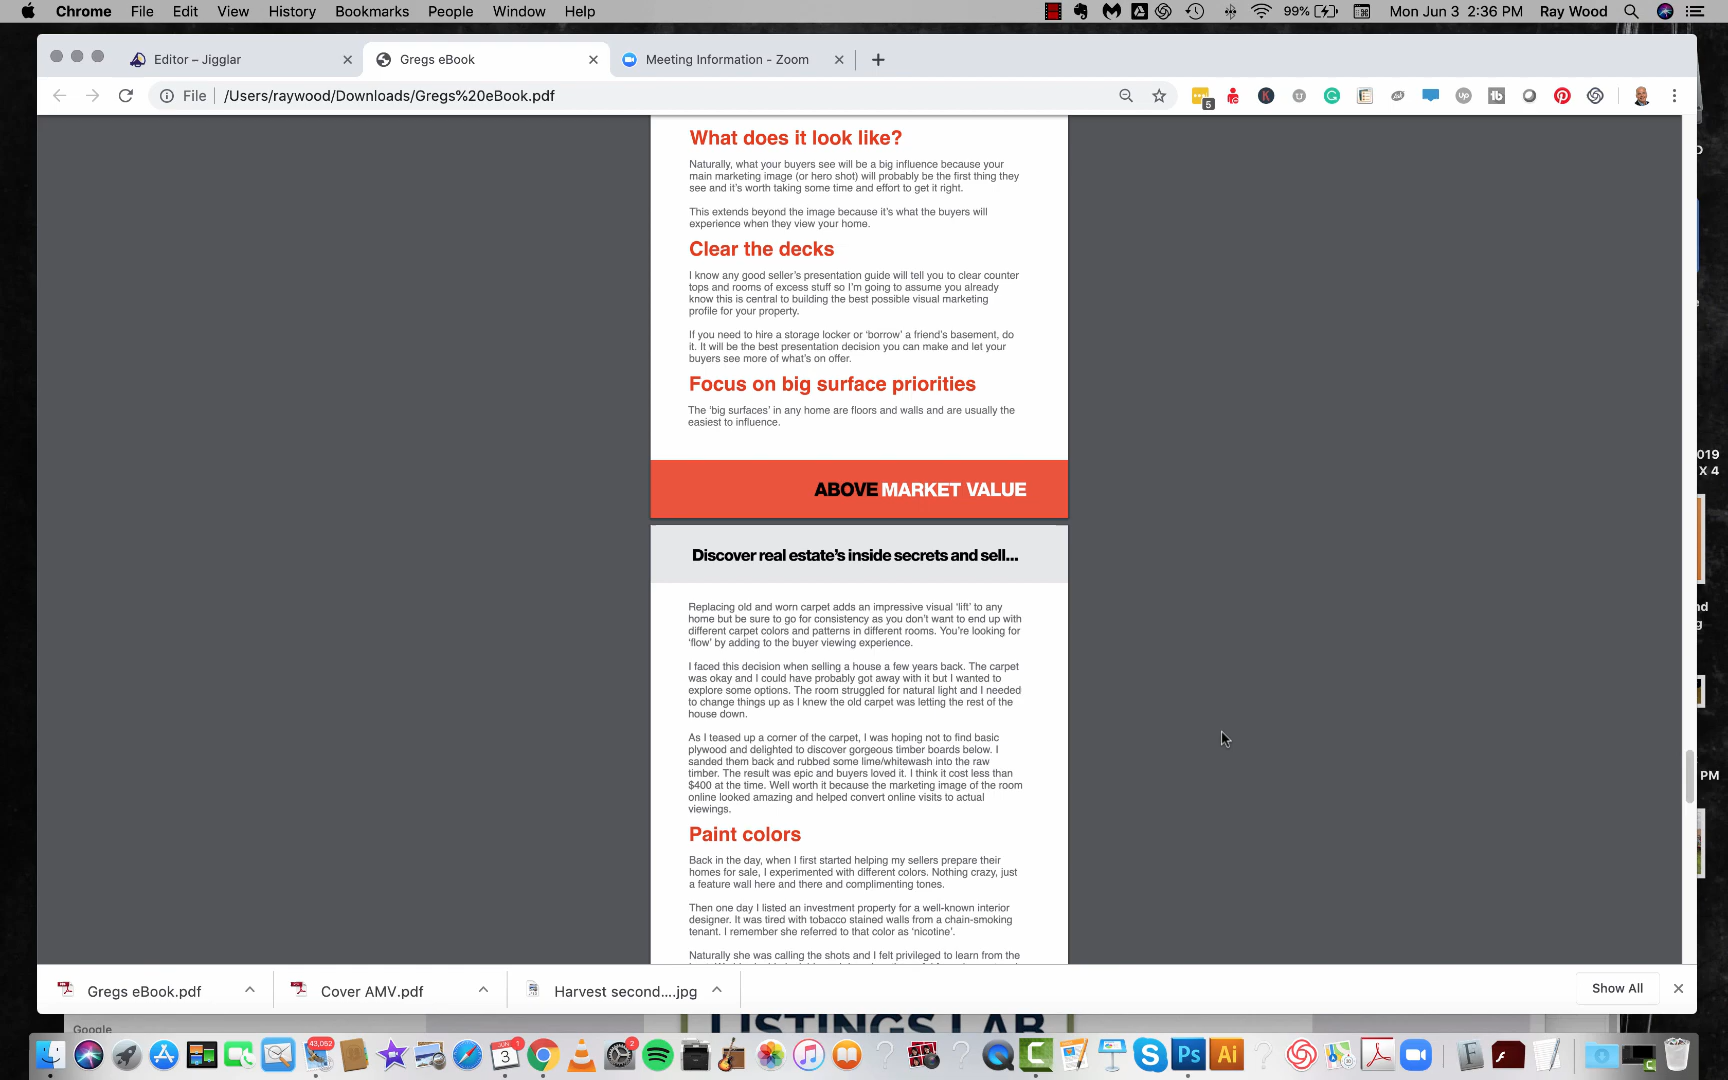 Chrome File Edit View History Bookmarks People Window Help 99% Mon Jun 3 2:36 PM Ray Wood
Editor – Jigglar
Gregs eBook
Meeting Information - Zoom
File /Users/raywood/Downloads/Gregs%20eBook.pdf
5
What does it look like?
Naturally, what your buyers see will be a big influence because your
main marketing image (or hero shot) will probably be the first thing they
see and it's worth taking some time and effort to get it right.
This extends beyond the image because it's what the buyers will
experience when they view your home.
Clear the decks
I know any good seller's presentation guide will tell you to clear counter
tops and rooms of excess stuff so I'm going to assume you already
know this is central to building the best possible visual marketing
profile for your property.
If you need to hire a storage locker or 'borrow' a friend's basement, do
it. It will be the best presentation decision you can make and let your
buyers see more of what's on offer.
Focus on big surface priorities
The 'big surfaces' in any home are floors and walls and are usually the
easiest to influence.
ABOVE MARKET VALUE
Discover real estate's inside secrets and sell...
Replacing old and worn carpet adds an impressive visual 'lift' to any
home but be sure to go for consistency as you don't want to end up with
different carpet colors and patterns in different rooms. You're looking for
'flow' by adding to the buyer viewing experience.
I faced this decision when selling a house a few years back. The carpet
was okay and I could have probably got away with it but I wanted to
explore some options. The room struggled for natural light and I needed
to change things up as I knew the old carpet was letting the rest of the
house down.
As I teased up a corner of the carpet, I was hoping not to find basic
plywood and delighted to discover gorgeous timber boards below. I
sanded them back and rubbed some lime/whitewash into the raw
timber. The result was epic and buyers loved it. I think it cost less than
$400 at the time. Well worth it because the marketing image of the room
online looked amazing and helped convert online visits to actual
viewings.
Paint colors
Back in the day, when I first started helping my sellers prepare their
homes for sale, I experimented with different colors. Nothing crazy, just
a feature wall here and there and complimenting tones.
Then one day I listed an investment property for a well-known interior
designer. It was tired with tobacco stained walls from a chain-smoking
tenant. I remember she referred to that color as 'nicotine'.
Naturally she was calling the shots and I felt privileged to learn from the
019
X 4
PM
Gregs eBook.pdf
Cover AMV.pdf
Harvest second....jpg
Show All
Google
LISTINGS LAB
43,052
JUN
3
1
2